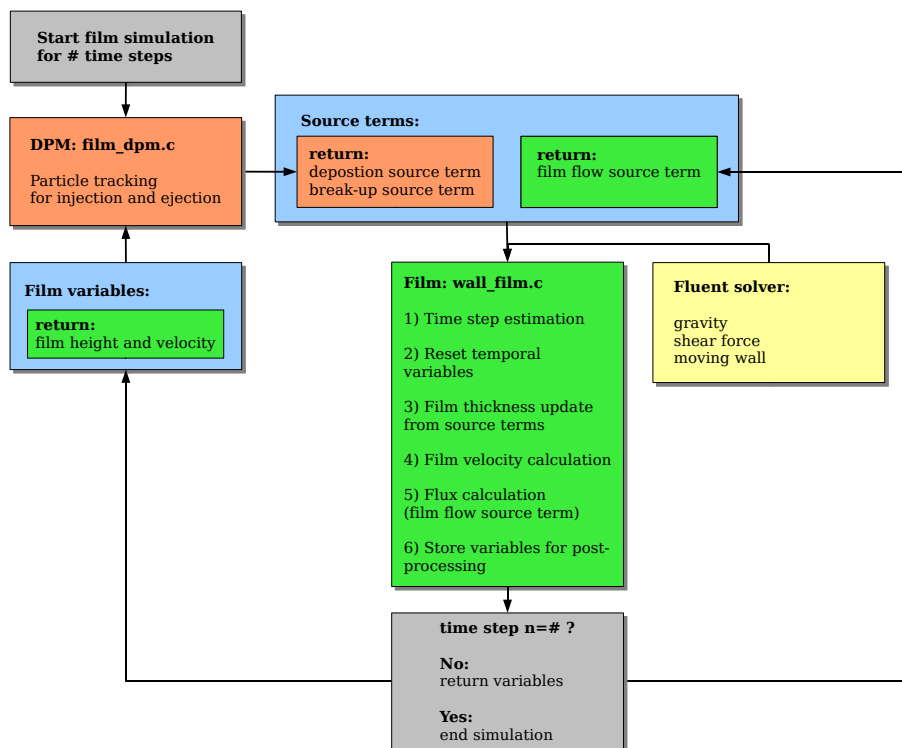 Start film simulation
for # time steps
DPM: film_dpm.c
Particle tracking
for injection and ejection
Source terms:
return:
depostion source term
break-up source term
return:
film flow source term
Film variables:
return:
film height and velocity
Film: wall_film.c
1) Time step estimation
2) Reset temporal
variables
3) Film thickness update
from source terms
4) Film velocity calculation
5) Flux calculation
(film flow source term)
6) Store variables for post-
processing
Fluent solver:
gravity
shear force
moving wall
time step n=# ?
No:
return variables
Yes:
end simulation